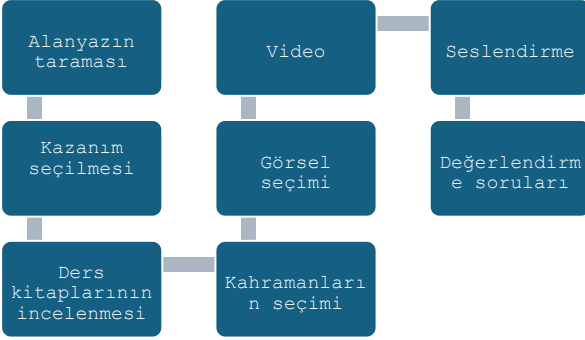 Alanyazın
taraması
Kazanım
seçilmesi
Ders
kitaplarının
incelenmesi
Kahramanları
n seçimi
Görsel
seçimi
Video
Seslendirme
Değerlendirm
e soruları